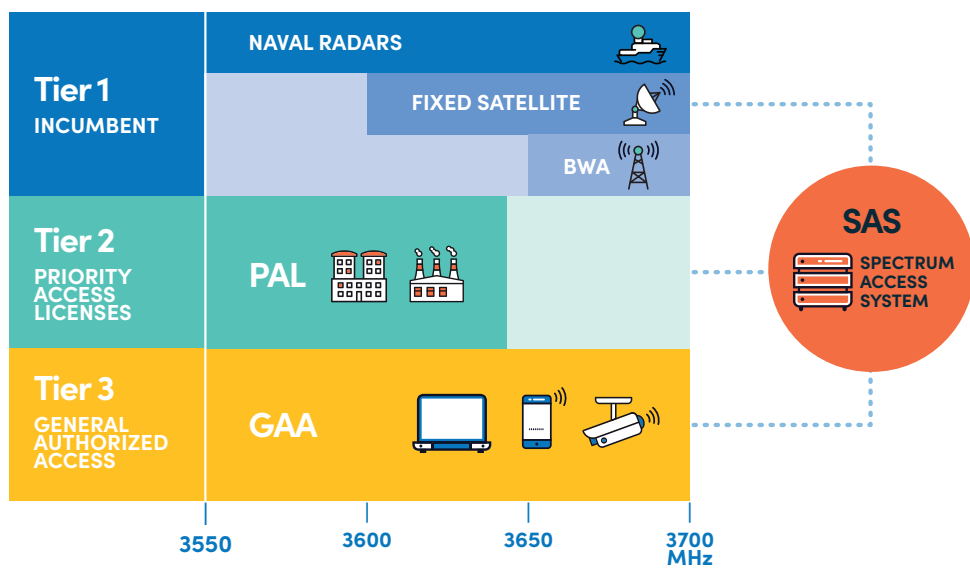 Tier 1
INCUMBENT
NAVAL RADARS
FIXED SATELLITE
BWA
Tier 2
PRIORITY
ACCESS
LICENSES
PAL
Tier 3
GENERAL
AUTHORIZED
ACCESS
GAA
SAS
SPECTRUM
ACCESS
SYSTEM
3550
3600
3650
3700
MHz